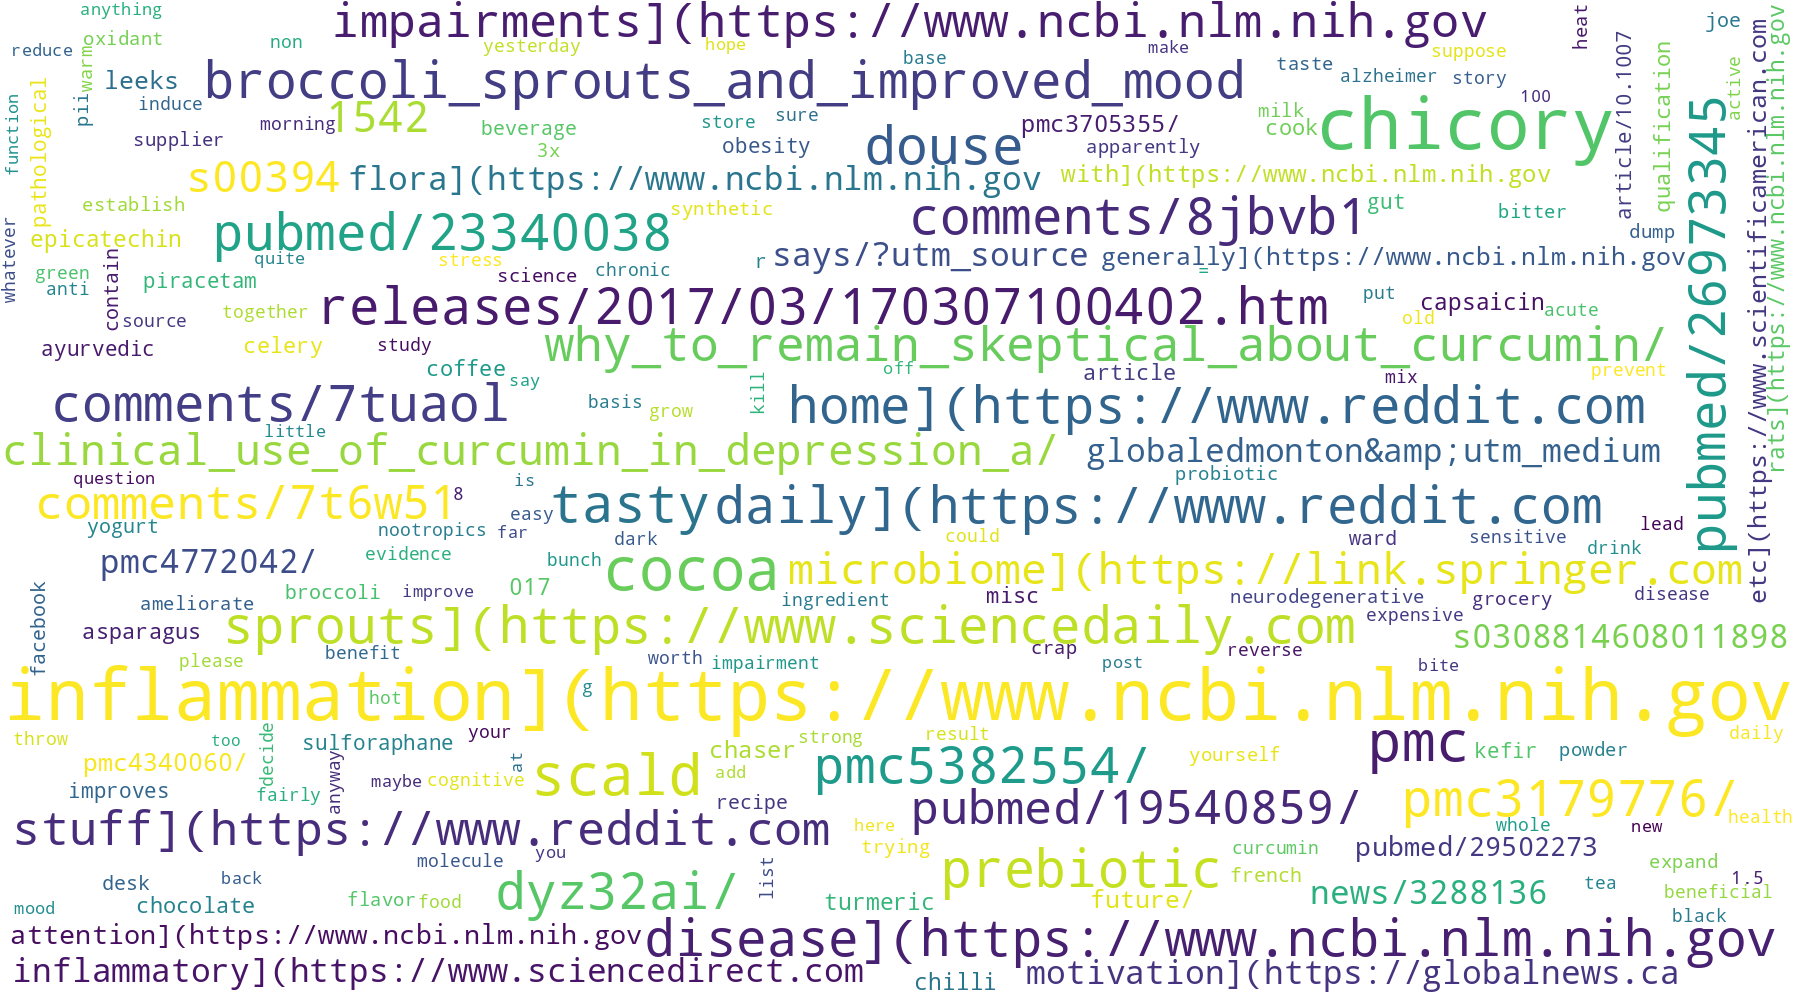 anything
impairments](https://www.ncbi.nlm.nih.gov
heat
joe
rats](https://www.ncbi.nlm.nih.gov
reduce
oxidant
warm
non
yesterday
hope
base
make
suppose
etc](https://www.scientificamerican.com
leeks
broccoli_sprouts_and_improved_mood
taste
alzheimer
story
article/10.1007
qualification
active
function
pathological
pii
induce
supplier
morning
1542
beverage
3x
store
sure
obesity
douse
pmc3705355/
apparently
milk
cook
100
chicory
pubmed/26973345
s00394
flora](https://www.ncbi.nlm.nih.gov
with](https://www.ncbi.nlm.nih.gov
establish
synthetic
comments/8jbvb1
gut
bitter
whatever
epicatechin
pubmed/23340038
dump
quite
stress
says/?utm_source
generally](https://www.ncbi.nlm.nih.gov
green
anti
contain
piracetam
science
chronic
r
=
source
together
releases/2017/03/170307100402.htm
put
capsaicin
old
acute
ayurvedic
celery
study
why_to_remain_skeptical_about_curcumin/
coffee
say
kill
off
article
mix
prevent
comments/7tuaol
basis
grow
home](https://www.reddit.com
little
clinical_use_of_curcumin_in_depression_a/
globaledmonton&amp;utm_medium
question
is
probiotic
comments/7t6w51
8
easy
tasty
daily](https://www.reddit.com
yogurt
nootropics
far
dark
could
ward
sensitive
lead
drink
pmc4772042/
evidence
bunch
cocoa
microbiome](https://link.springer.com
facebook
ameliorate
broccoli
improve
017
ingredient
misc
neurodegenerative
grocery
disease
asparagus
sprouts](https://www.sciencedaily.com
expensive
s0308814608011898
please
benefit
worth
impairment
crap
post
reverse
bite
inflammation](https://www.ncbi.nlm.nih.gov
hot
g
throw
too
decide
sulforaphane
your
chaser
strong
result
pmc
kefir
powder
daily
pmc4340060/
anyway
maybe
cognitive
at
scald
add
pmc5382554/
yourself
improves
fairly
recipe
pubmed/19540859/
pmc3179776/
health
stuff](https://www.reddit.com
here
trying
whole
new
molecule
you
list
prebiotic
curcumin
pubmed/29502273
expand
desk
back
dyz32ai/
french
news/3288136
tea
1.5
beneficial
mood
chocolate
flavor
food
turmeric
future/
black
attention](https://www.ncbi.nlm.nih.gov
disease](https://www.ncbi.nlm.nih.gov
inflammatory](https://www.sciencedirect.com
chilli
motivation](https://globalnews.ca